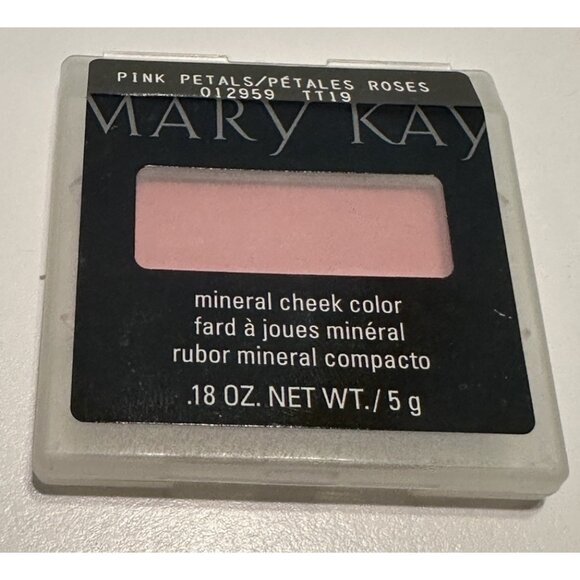 PINK PETALS/PÉTALES ROSES
012959 TT19
MARY KAY
mineral cheek color
fard à joues minéral
rubor mineral compacto
.18 OZ. NET WT./5 g